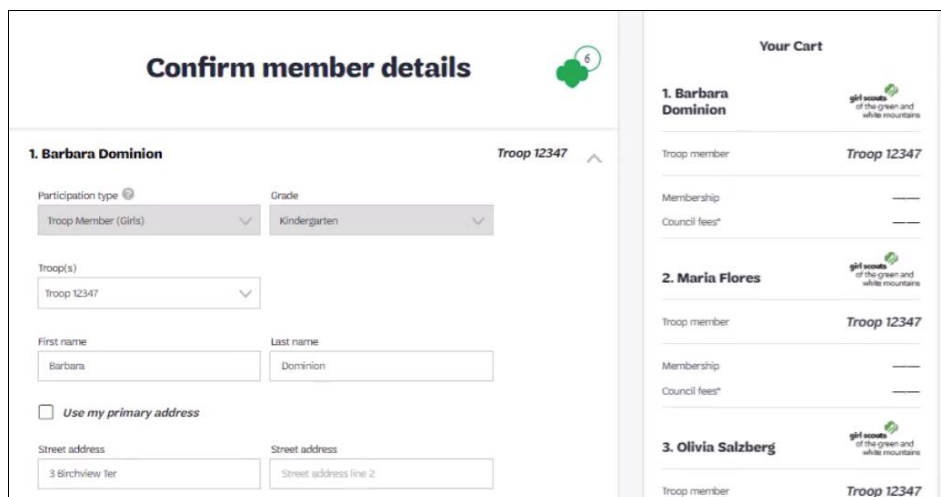 Confirm member details
6
1. Barbara Dominion
Troop 12347
Participation type ?
Grade
Troop Member (Girls)
Kindergarten
Troop(s)
Troop 12347
First name
Last name
Barbara
Dominion
Use my primary address
Street address
Street address
3 Birchview Ter
Street address line 2
Your Cart
1. Barbara
Dominion
girl scouts
of the green and
white mountains
Troop member
Troop 12347
Membership
Council fees*
2. Maria Flores
girl scouts
of the green and
white mountains
Troop member
Troop 12347
Membership
Council fees*
3. Olivia Salzberg
girl scouts
of the green and
white mountains
Troop member
Troop 12347